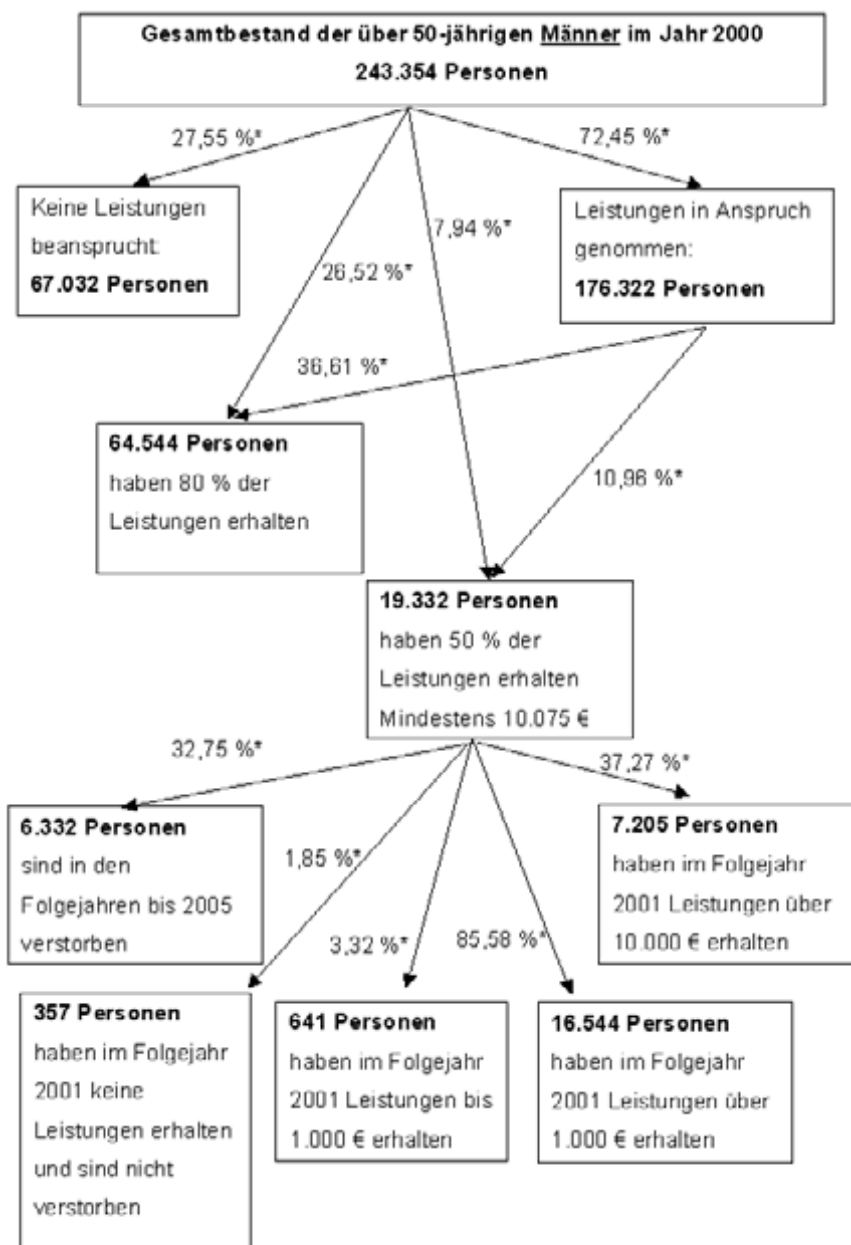 Gesamtbestand der über 50-jährigen Männer im Jahr 2000
243.354 Personen
27,55 %*
72,45 %*
Keine Leistungen
beansprucht:
67.032 Personen
26,52 %*
7,94 %*
Leistungen in Anspruch
genommen:
176.322 Personen
36,61 %*
10,96 %*
64.544 Personen
haben 80 % der
Leistungen erhalten
19.332 Personen
haben 50 % der
Leistungen erhalten
Mindestens 10.075 €
32,75 %*
37,27 %*
6.332 Personen
sind in den
Folgejahren bis 2005
verstorben
1,85 %*
3,32 %*
85,58 %*
7.205 Personen
haben im Folgejahr
2001 Leistungen über
10.000 € erhalten
357 Personen
haben im Folgejahr
2001 keine
Leistungen erhalten
und sind nicht
verstorben
641 Personen
haben im Folgejahr
2001 Leistungen bis
1.000 € erhalten
16.544 Personen
haben im Folgejahr
2001 Leistungen über
1.000 € erhalten